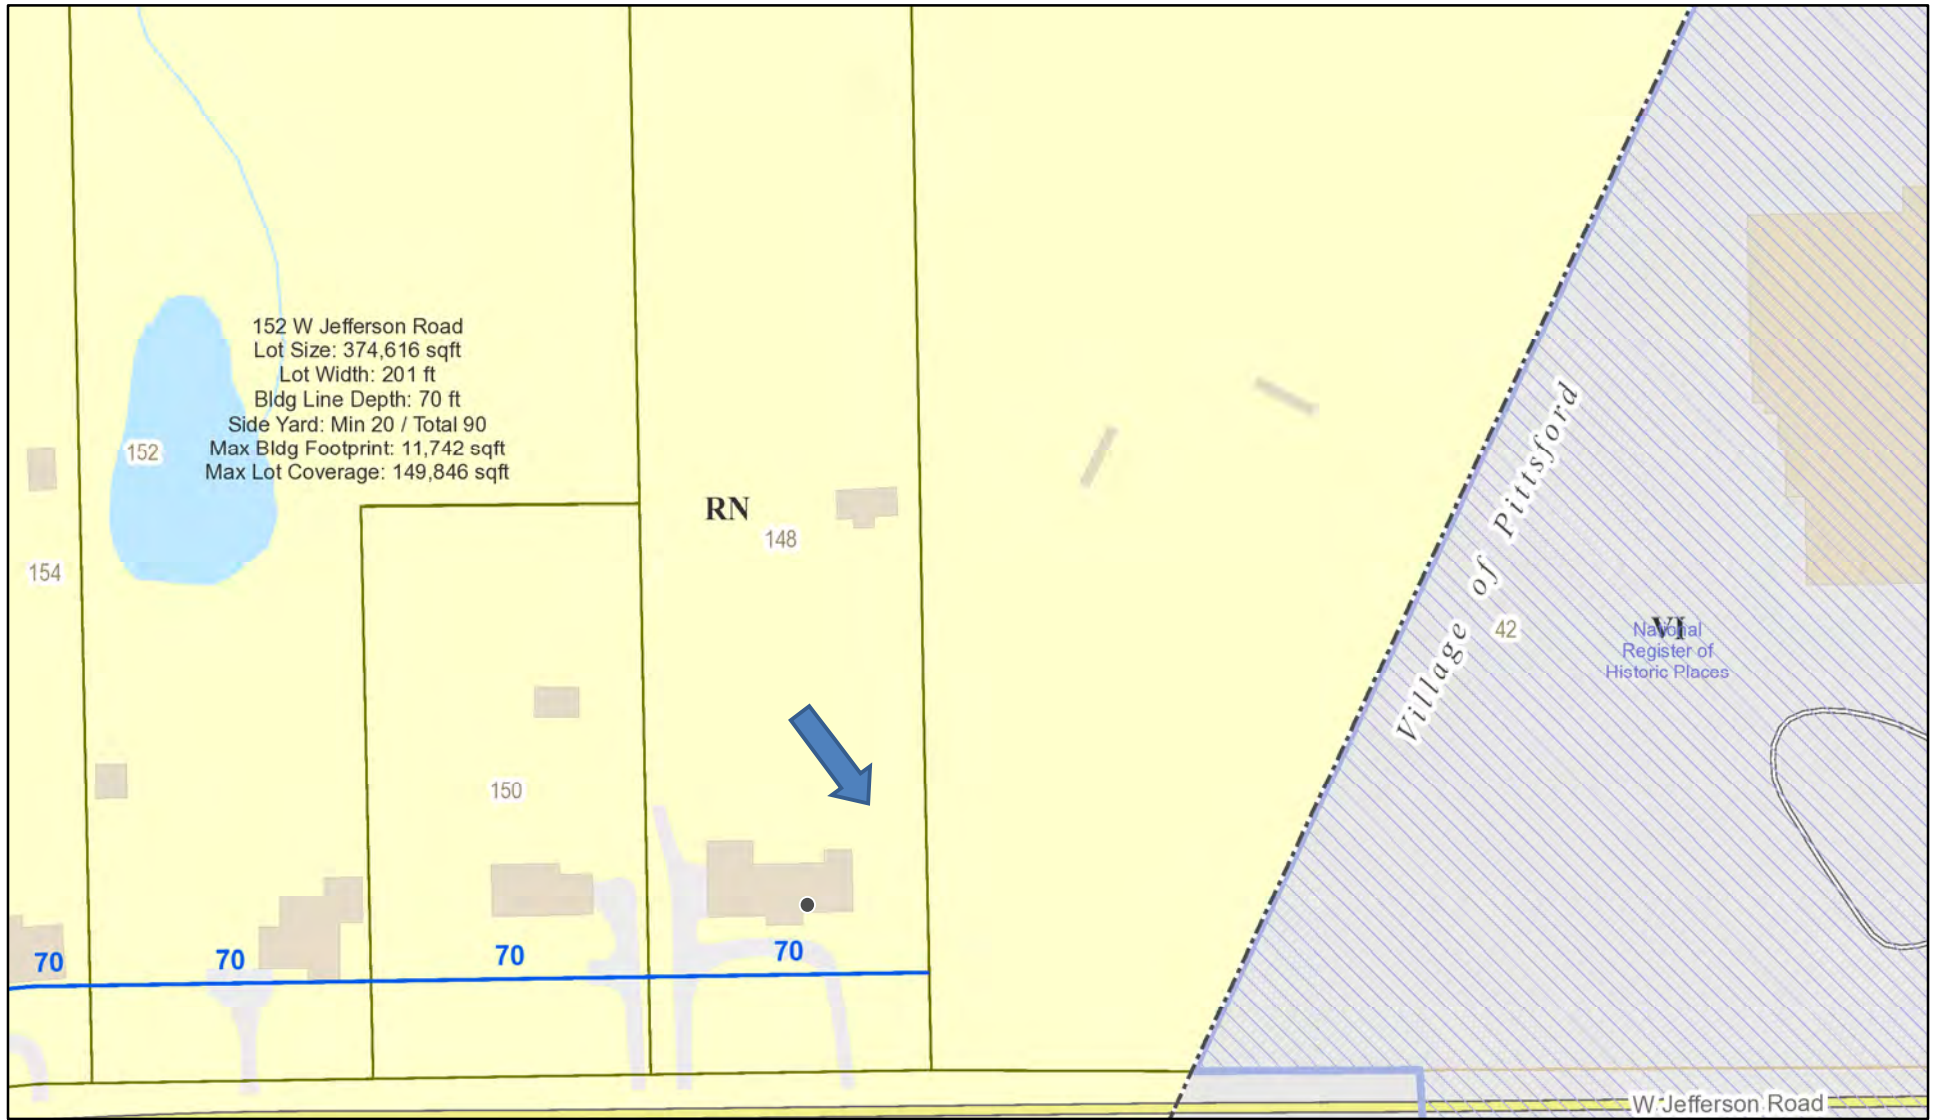 152 W Jefferson Road
Lot Size: 374,616 sqft
Lot Width: 201 ft
Bldg Line Depth: 70 ft
Side Yard: Min 20 / Total 90
Max Bldg Footprint: 11,742 sqft
Max Lot Coverage: 149,846 sqft
152
154
RN
148
150
Village of Pittsford
42
VI
National
Register of
Historic Places
70
70
70
70
W Jefferson Road